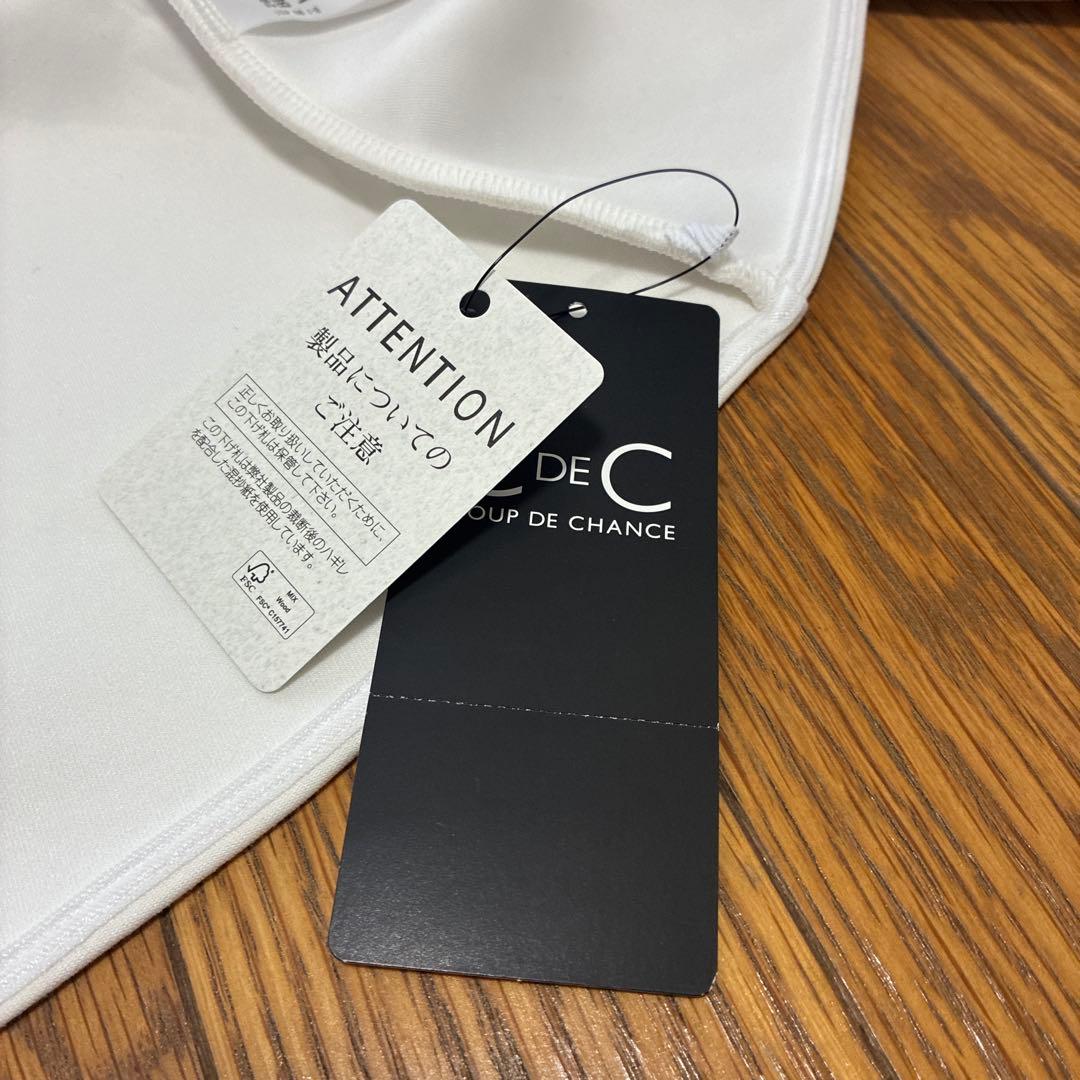 ATTENTION
製品についての
ご注意
正しくお取り扱いしていただくために、
この下げ札は保管して下さい。
この下げ札は弊社製品の裁断後のハギレ
を配合した混抄紙を使用しています。
FSC
MIX
Wood
FSC® C157741
DE C
OUP DE CHANCE